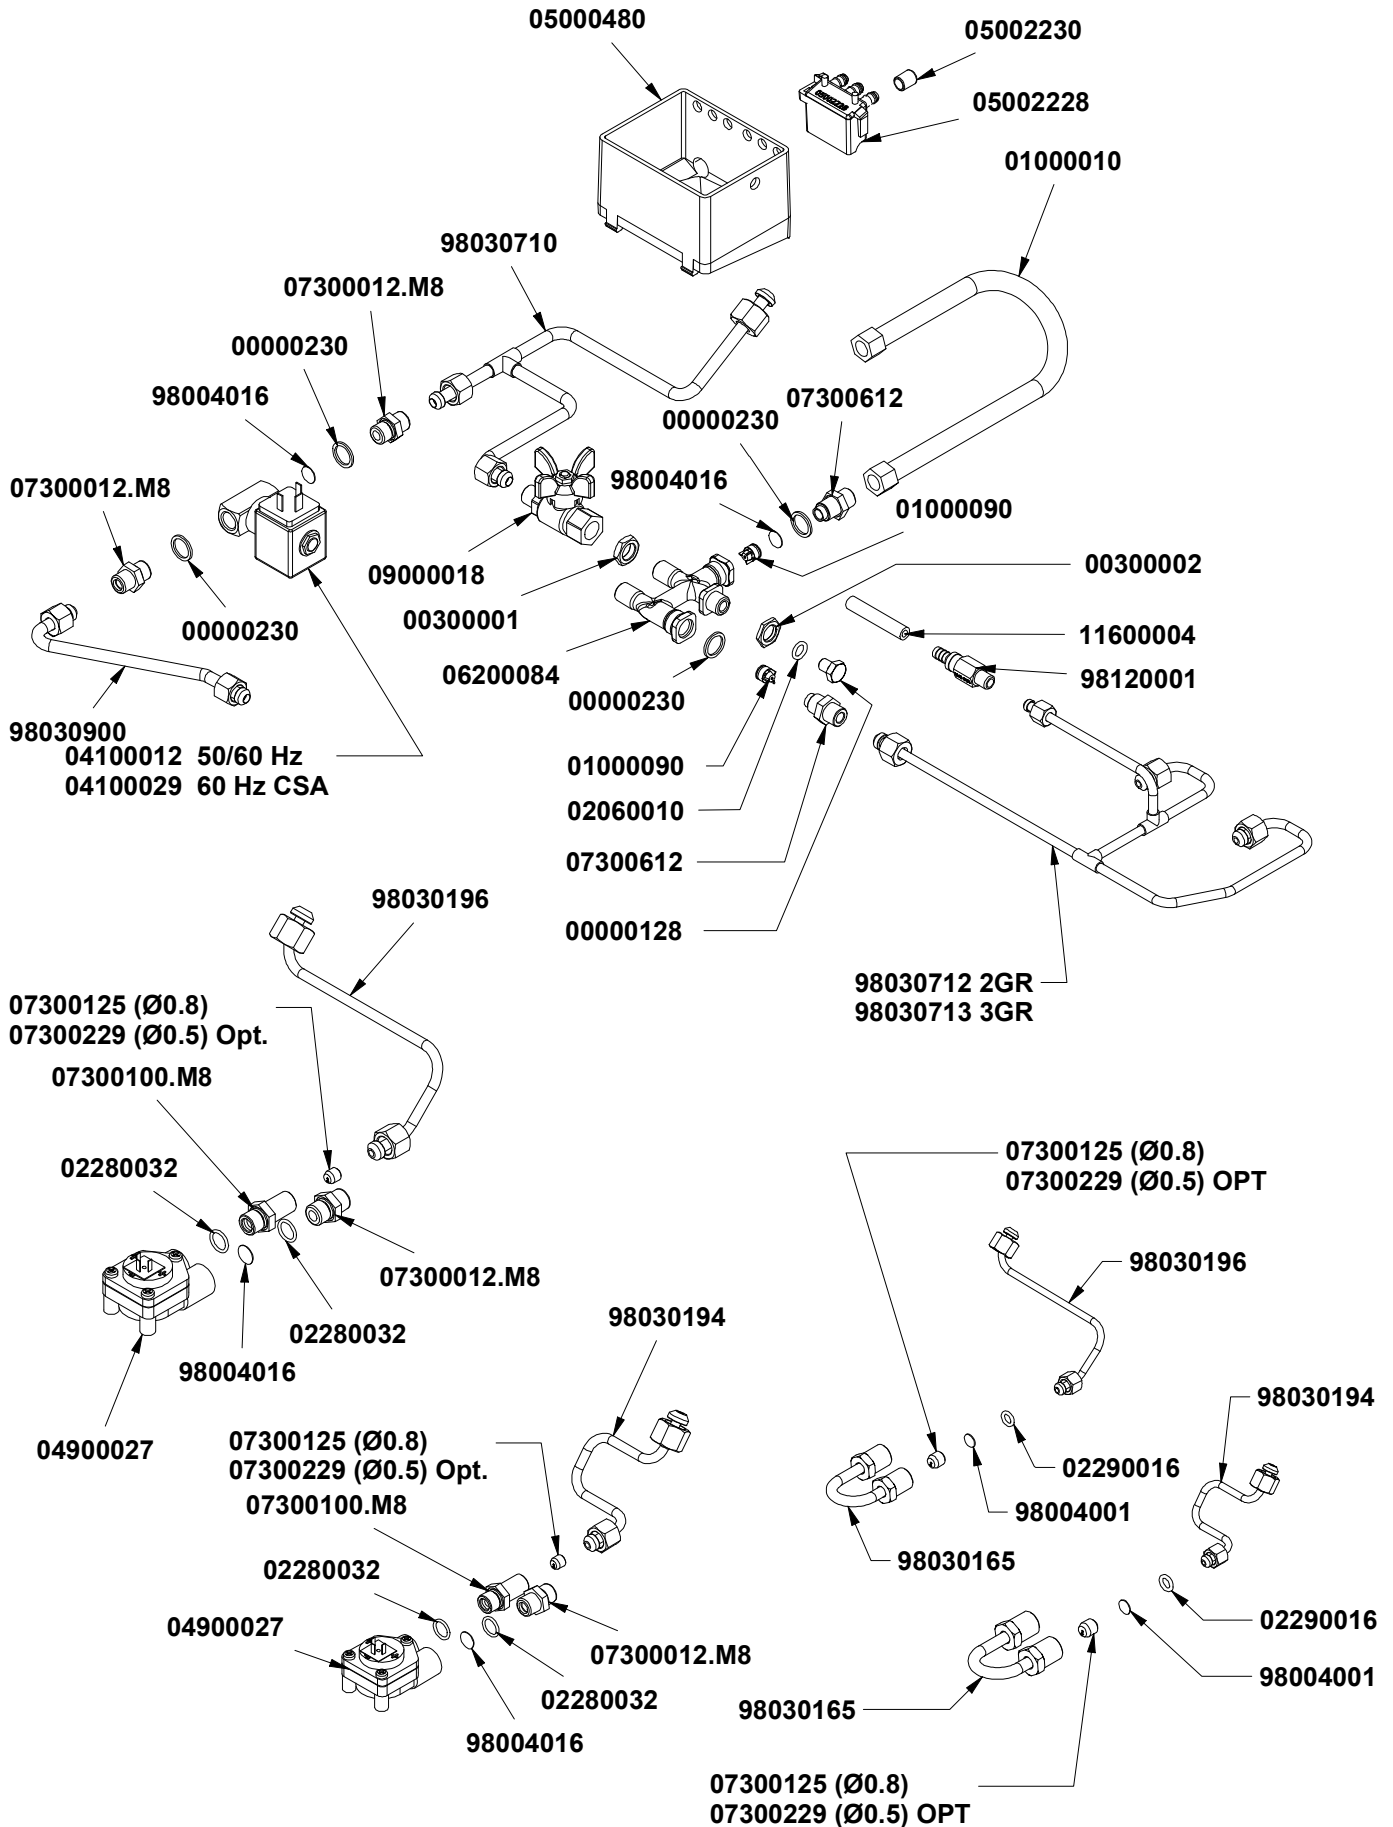 05000480
05002230
05002228
01000010
98030710
07300012.M8
00000230
98004016
07300612
00000230
98004016
07300012.M8
01000090
09000018
00300002
00300001
11600004
00000230
06200084
98120001
00000230
98030900
04100012 50/60 Hz
04100029 60 Hz CSA
01000090
02060010
07300612
98030196
00000128
98030712 2GR
98030713 3GR
07300125 (Ø0.8)
07300229 (Ø0.5) Opt.
07300100.M8
02280032
07300125 (Ø0.8)
07300229 (Ø0.5) OPT
98030196
07300012.M8
98030194
02280032
98004016
98030194
04900027
07300125 (Ø0.8)
07300229 (Ø0.5) Opt.
02290016
07300100.M8
98004001
98030165
02280032
04900027
02290016
07300012.M8
98004001
02280032
98030165
98004016
07300125 (Ø0.8)
07300229 (Ø0.5) OPT